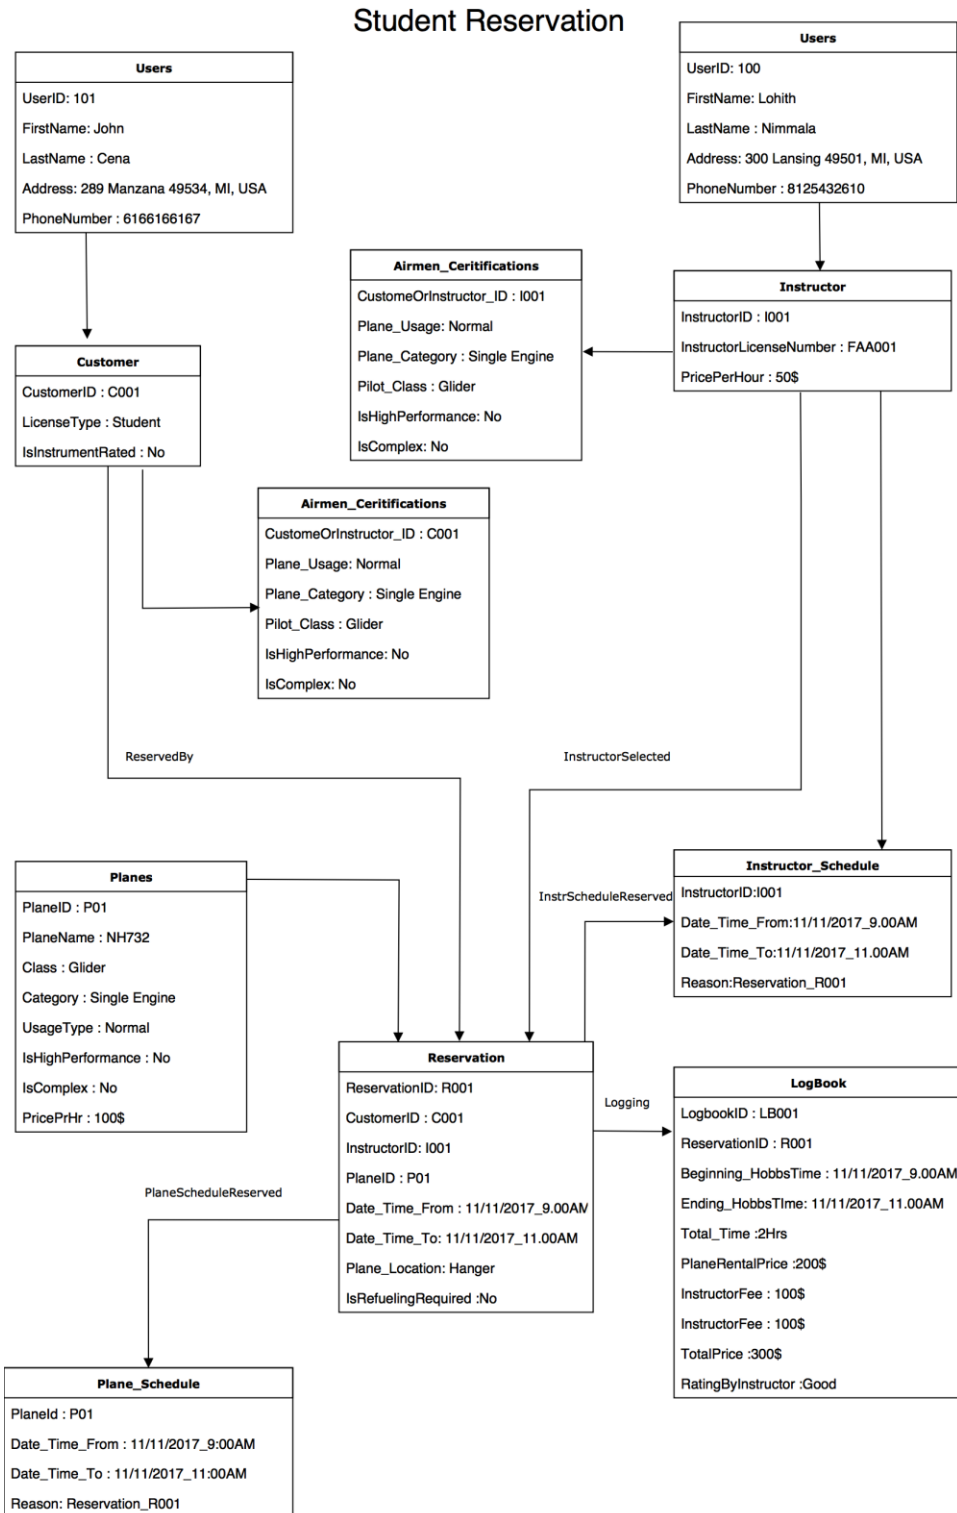 Student Reservation
Users
UserID: 101
FirstName: John
LastName : Cena
Address: 289 Manzana 49534, MI, USA
PhoneNumber : 6166166167
Users
UserID: 100
FirstName: Lohith
LastName : Nimmala
Address: 300 Lansing 49501, MI, USA
PhoneNumber : 8125432610
Airmen_Ceritifications
CustomeOrInstructor_ID : I001
Plane_Usage: Normal
Plane_Category : Single Engine
Pilot_Class : Glider
IsHighPerformance: No
IsComplex: No
Instructor
InstructorID : I001
InstructorLicenseNumber : FAA001
PricePerHour : 50$
Customer
CustomerID : C001
LicenseType : Student
IsInstrumentRated : No
Airmen_Ceritifications
CustomeOrInstructor_ID : C001
Plane_Usage: Normal
Plane_Category : Single Engine
Pilot_Class : Glider
IsHighPerformance: No
IsComplex: No
ReservedBy
InstructorSelected
Planes
PlaneID : P01
PlaneName : NH732
Class : Glider
Category : Single Engine
UsageType : Normal
IsHighPerformance : No
IsComplex : No
PricePrHr : 100$
InstrScheduleReserved
Instructor_Schedule
InstructorID:I001
Date_Time_From:11/11/2017_9.00AM
Date_Time_To:11/11/2017_11.00AM
Reason:Reservation_R001
Reservation
ReservationID: R001
CustomerID : C001
InstructorID: I001
PlaneID : P01
Date_Time_From : 11/11/2017_9.00AM
Date_Time_To: 11/11/2017_11.00AM
Plane_Location: Hanger
IsRefuelingRequired :No
Logging
LogBook
LogbookID : LB001
ReservationID : R001
Beginning_HobbsTime : 11/11/2017_9.00AM
Ending_HobbsTIme: 11/11/2017_11.00AM
Total_Time :2Hrs
PlaneRentalPrice :200$
InstructorFee : 100$
InstructorFee : 100$
TotalPrice :300$
RatingByInstructor :Good
PlaneScheduleReserved
Plane_Schedule
PlaneId : P01
Date_Time_From : 11/11/2017_9:00AM
Date_Time_To : 11/11/2017_11:00AM
Reason: Reservation_R001